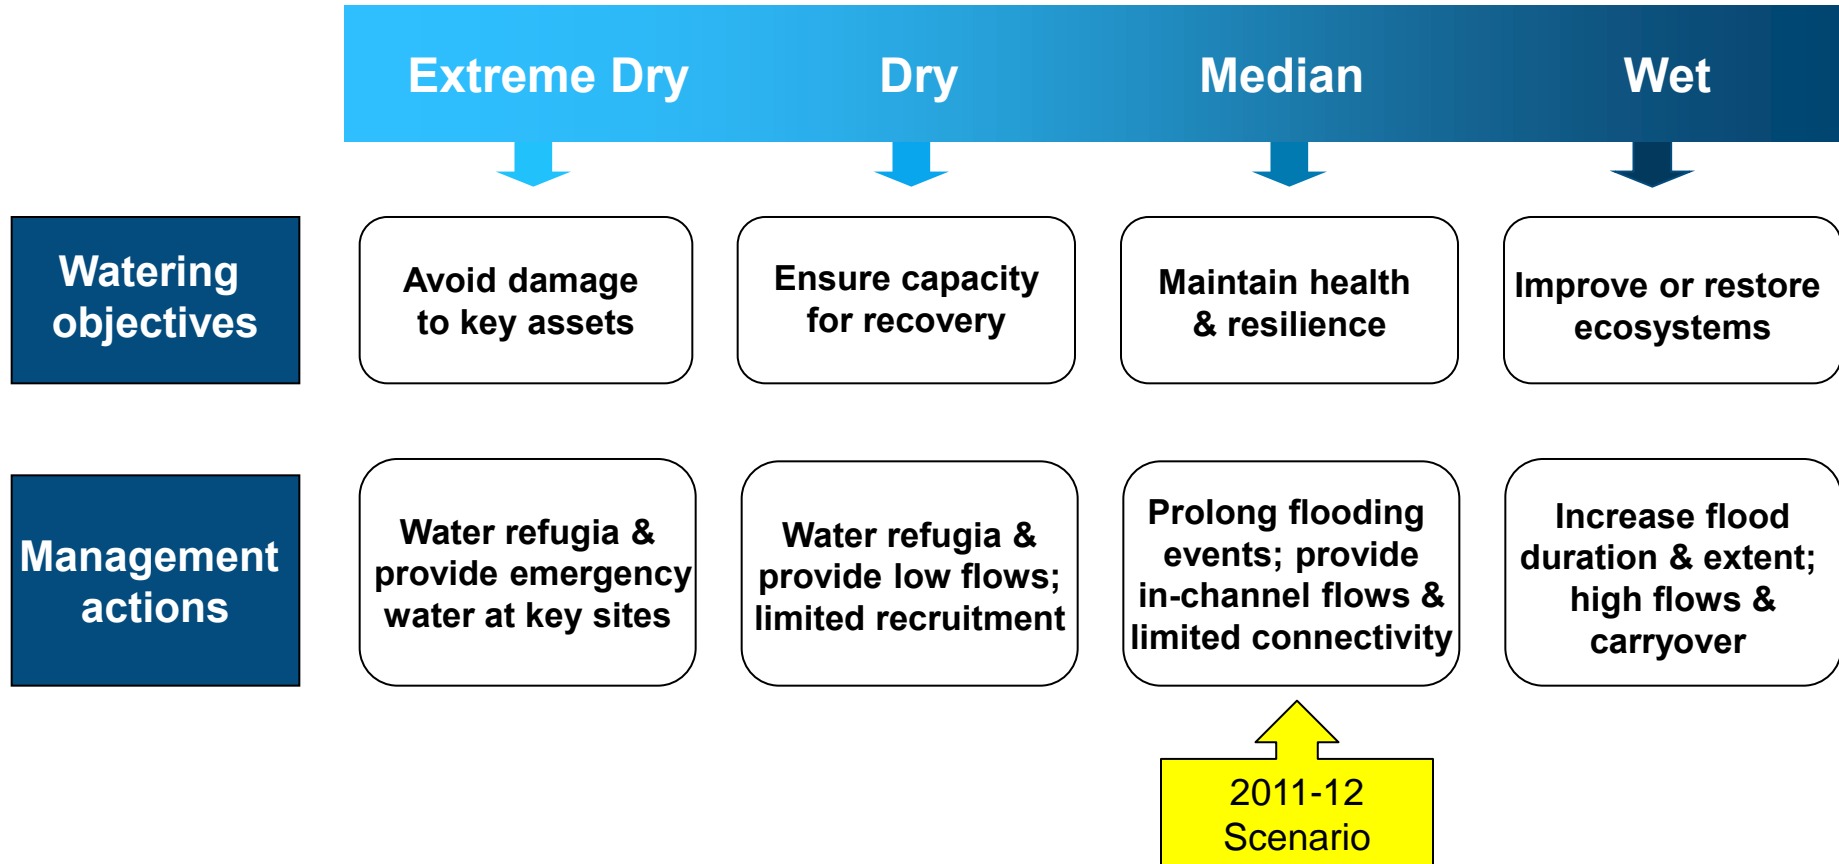 Extreme Dry
Dry
Median
Wet
Watering
objectives
Avoid damage
to key assets
Ensure capacity
for recovery
Maintain health
& resilience
Improve or restore
ecosystems
Management
actions
Water refugia &
provide emergency
water at key sites
Water refugia &
provide low flows;
limited recruitment
Prolong flooding
events; provide
in-channel flows &
limited connectivity
Increase flood
duration & extent;
high flows &
carryover
2011-12
Scenario